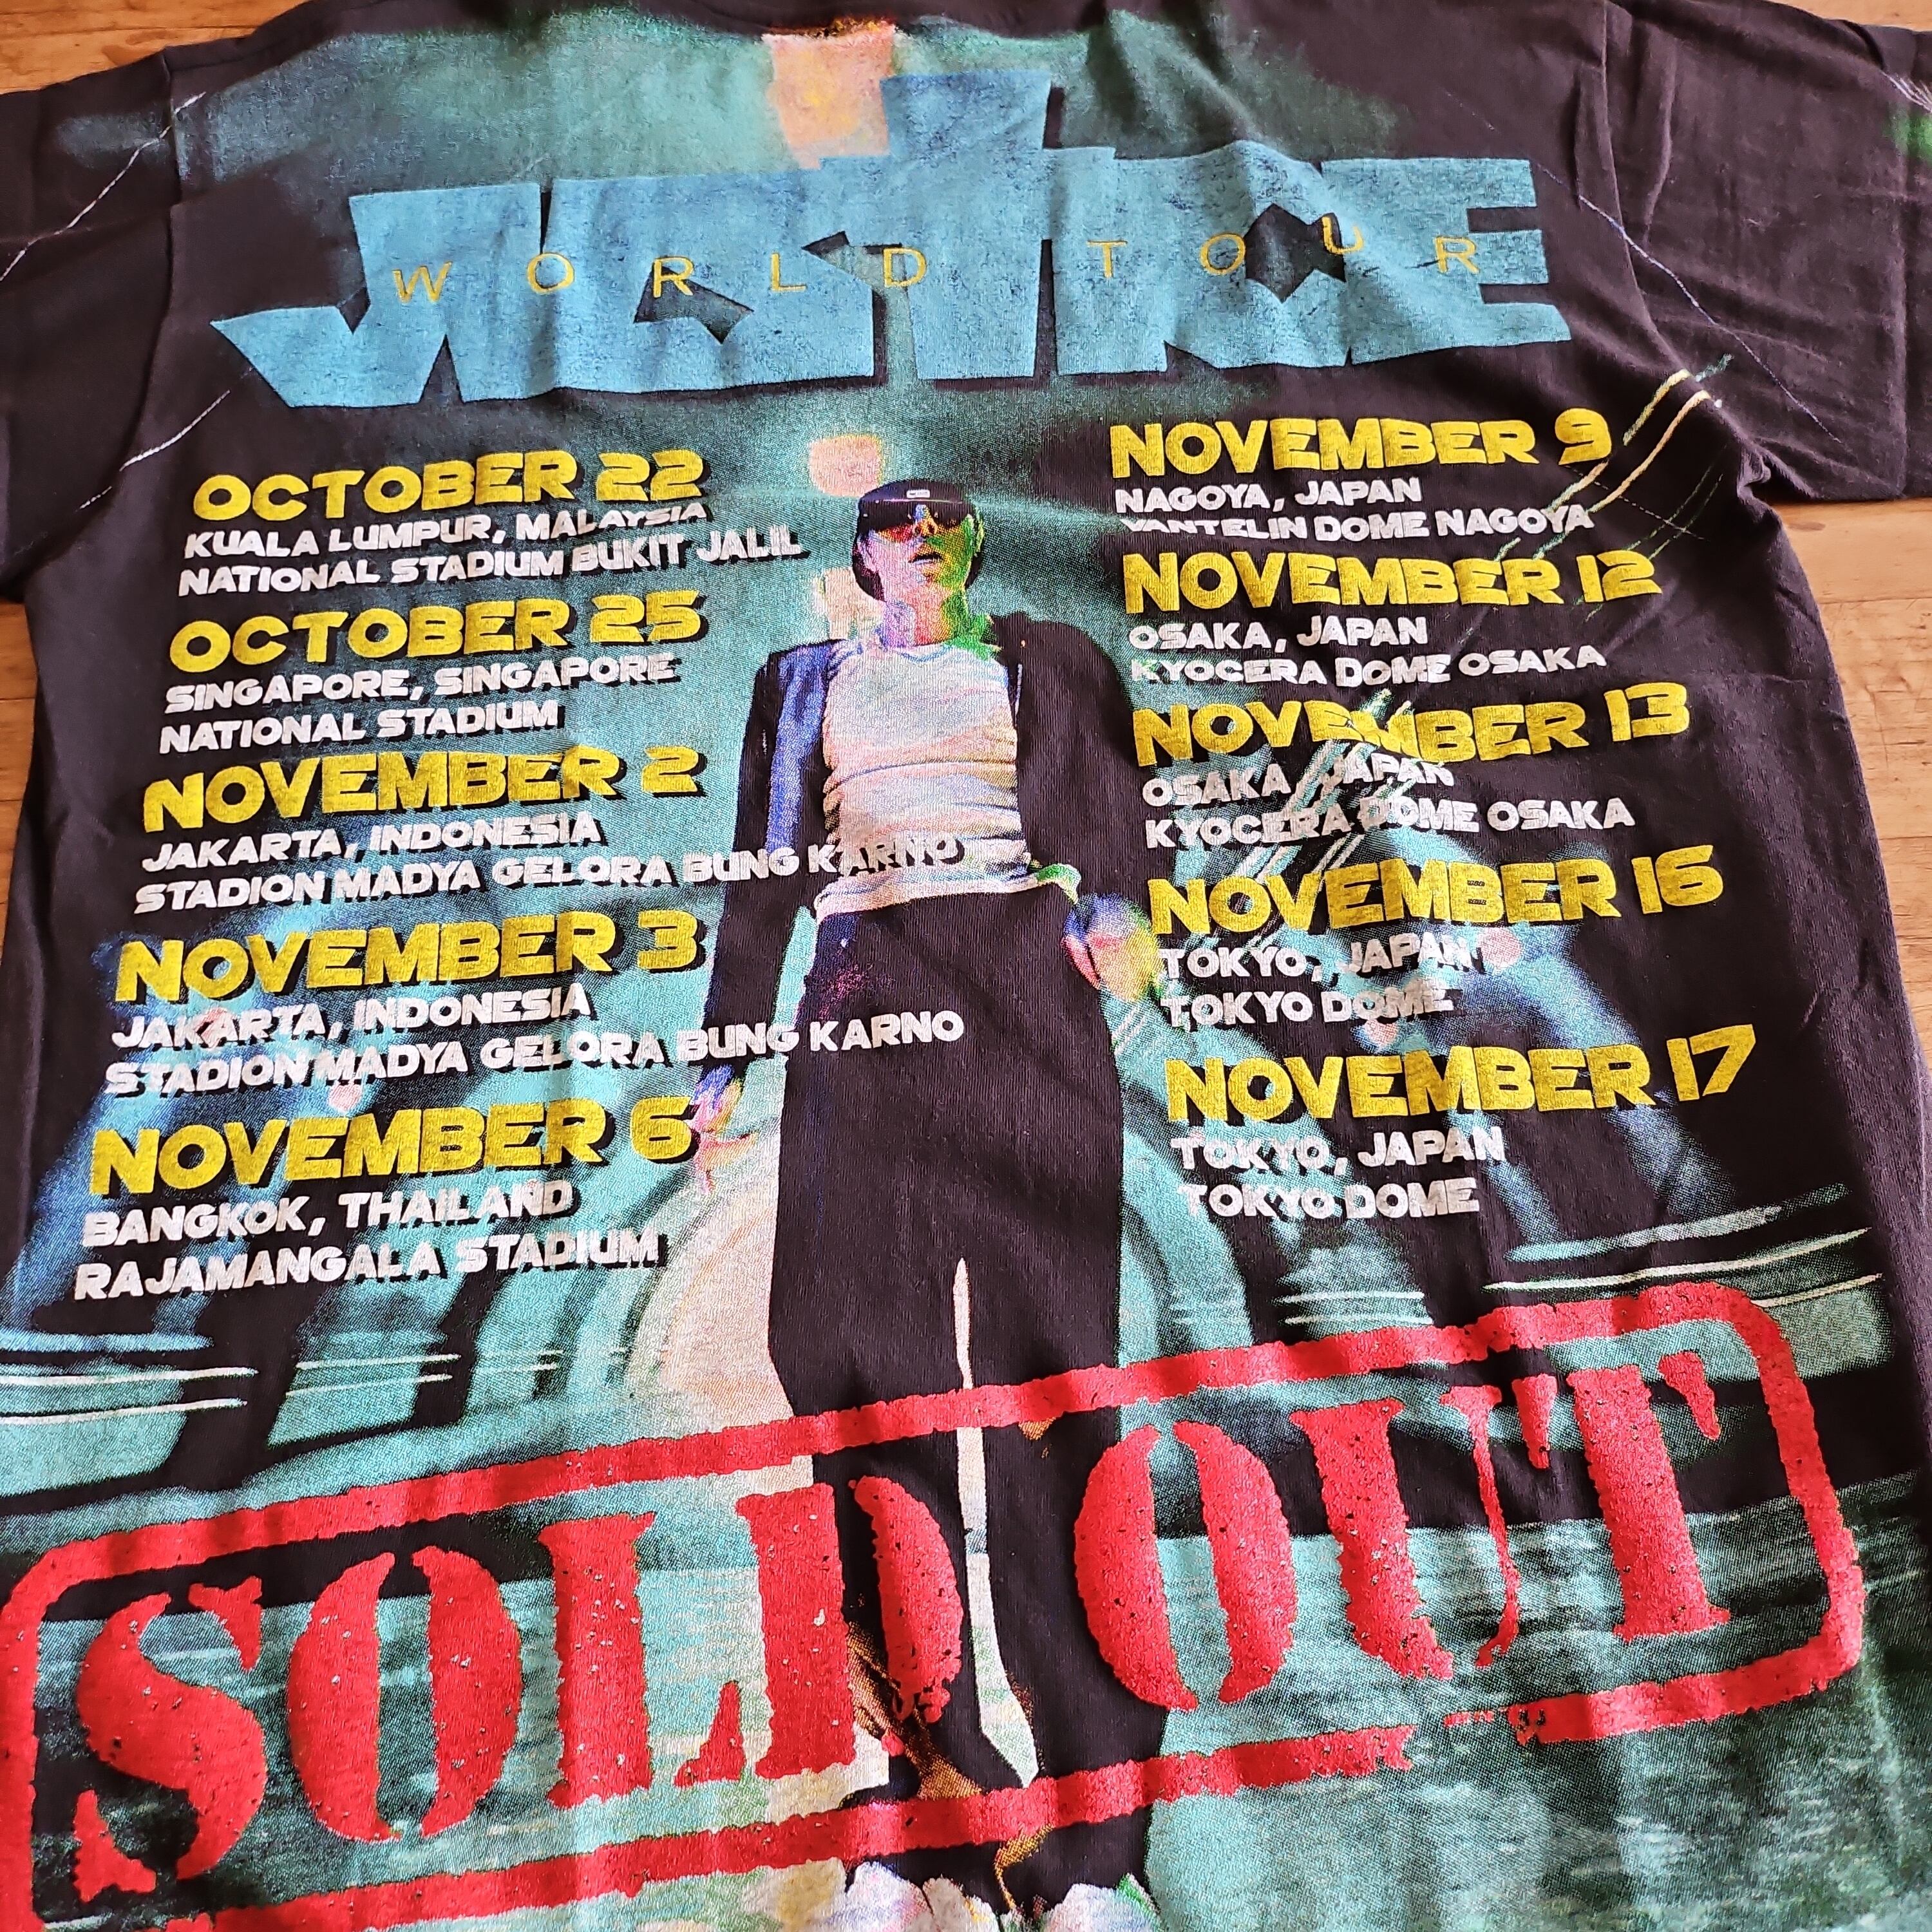 JUSTICE
WORLD TOUR
OCTOBER 22
KUALA LUMPUR, MALAYSIA
NATIONAL STADIUM BUKIT JALIL
OCTOBER 25
SINGAPORE, SINGAPORE
NATIONAL STADIUM
NOVEMBER 2
JAKARTA, INDONESIA
STADION MADYA GELORA BUNG KARNO
NOVEMBER 3
JAKARTA, INDONESIA
STADION MADYA GELORA BUNG KARNO
NOVEMBER 6
BANGKOK, THAILAND
RAJAMANGALA STADIUM
NOVEMBER 9
NAGOYA, JAPAN
VANTELIN DOME NAGOYA
NOVEMBER 12
OSAKA, JAPAN
KYOCERA DOME OSAKA
NOVEMBER 13
OSAKA, JAPAN
KYOCERA DOME OSAKA
NOVEMBER 16
TOKYO, JAPAN
TOKYO DOME
NOVEMBER 17
TOKYO, JAPAN
TOKYO DOME
SOLD OUT